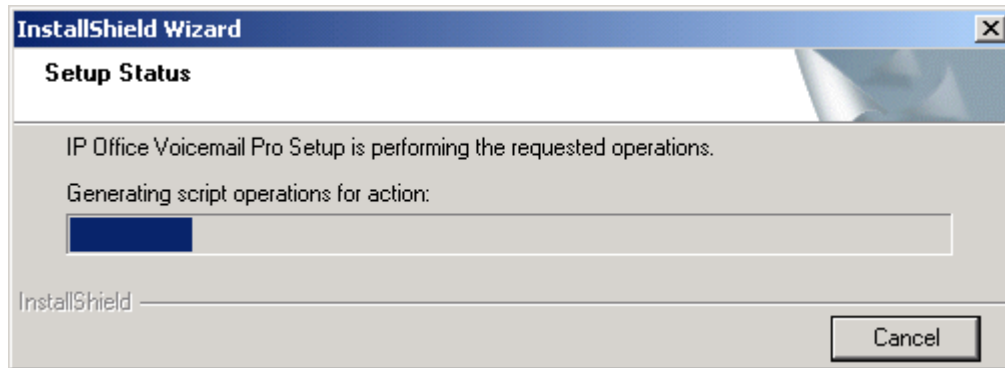 InstallShield Wizard
Setup Status
IP Office Voicemail Pro Setup is performing the requested operations.
Generating script operations for action:
InstallShield
Cancel